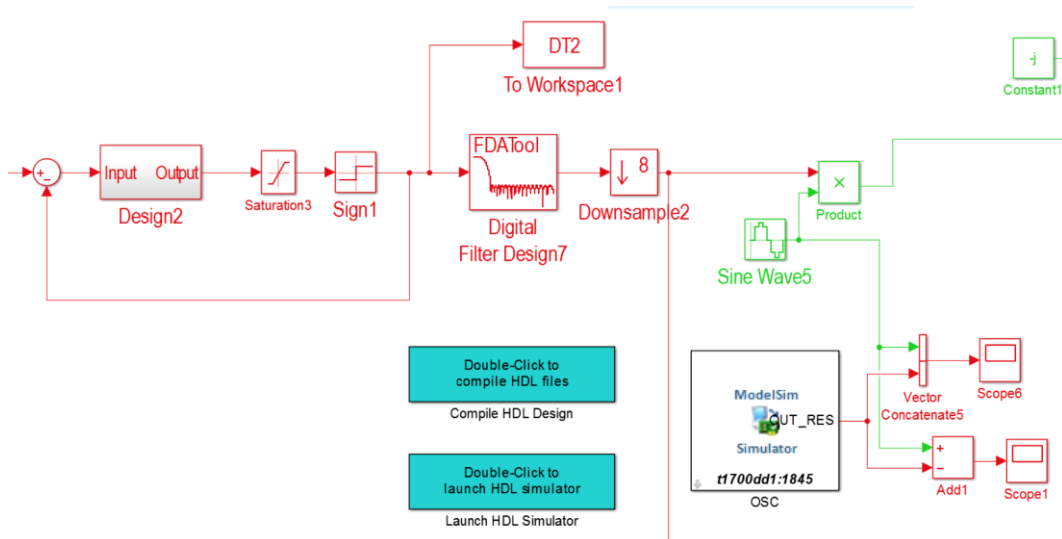 DT2
To Workspace1
-j
Constant1
+
-
Input Output
Design2
Saturation3
Sign1
FDATool
Digital
Filter Design7
↓ 8
Downsample2
×
Product
Sine Wave5
Double-Click to
compile HDL files
Compile HDL Design
Double-Click to
launch HDL simulator
Launch HDL Simulator
ModelSim
OUT_RES
Simulator
t1700dd1:1845
OSC
Vector
Concatenate5
Scope6
+
−
Add1
Scope1